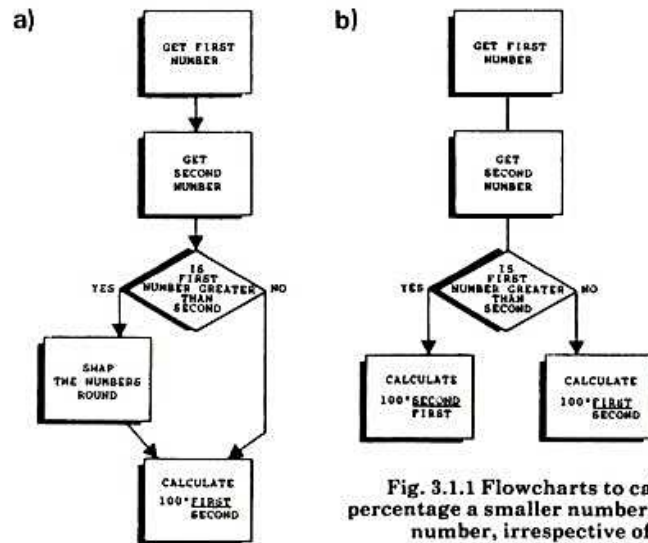 a)
GET FIRST
NUMBER
GET
SECOND
NUMBER
IS
FIRST
NUMBER GREATER
THAN
SECOND
YES
NO
SWAP
THE NUMBERS
ROUND
CALCULATE
100*FIRST
SECOND
b)
GET FIRST
NUMBER
GET
SECOND
NUMBER
IS
FIRST
NUMBER GREATER
THAN
SECOND
YES
NO
CALCULATE
100*SECOND
FIRST
CALCULATE
100*FIRST
SECOND
Fig. 3.1.1 Flowcharts to ca
percentage a smaller number
number, irrespective of